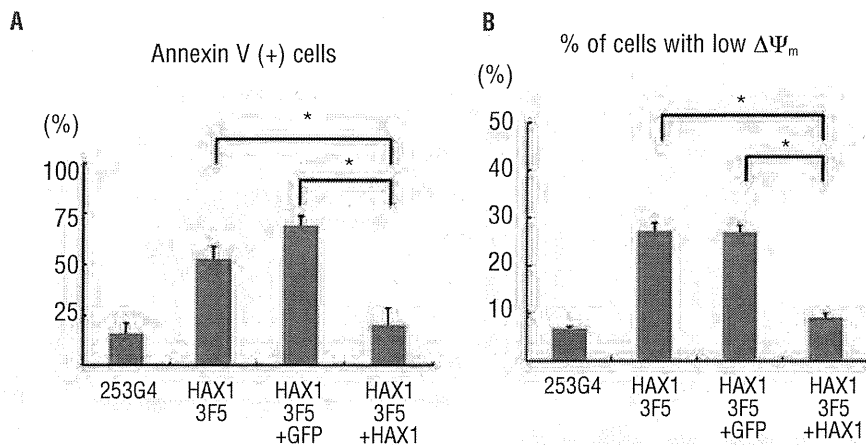 A
Annexin V (+) cells
(%)
100
75
50
25
*
*
253G4
HAX1
3F5
HAX1
3F5
+GFP
HAX1
3F5
+HAX1
B
% of cells with low ΔΨm
(%)
50
40
30
20
10
*
*
253G4
HAX1
3F5
HAX1
3F5
+GFP
HAX1
3F5
+HAX1